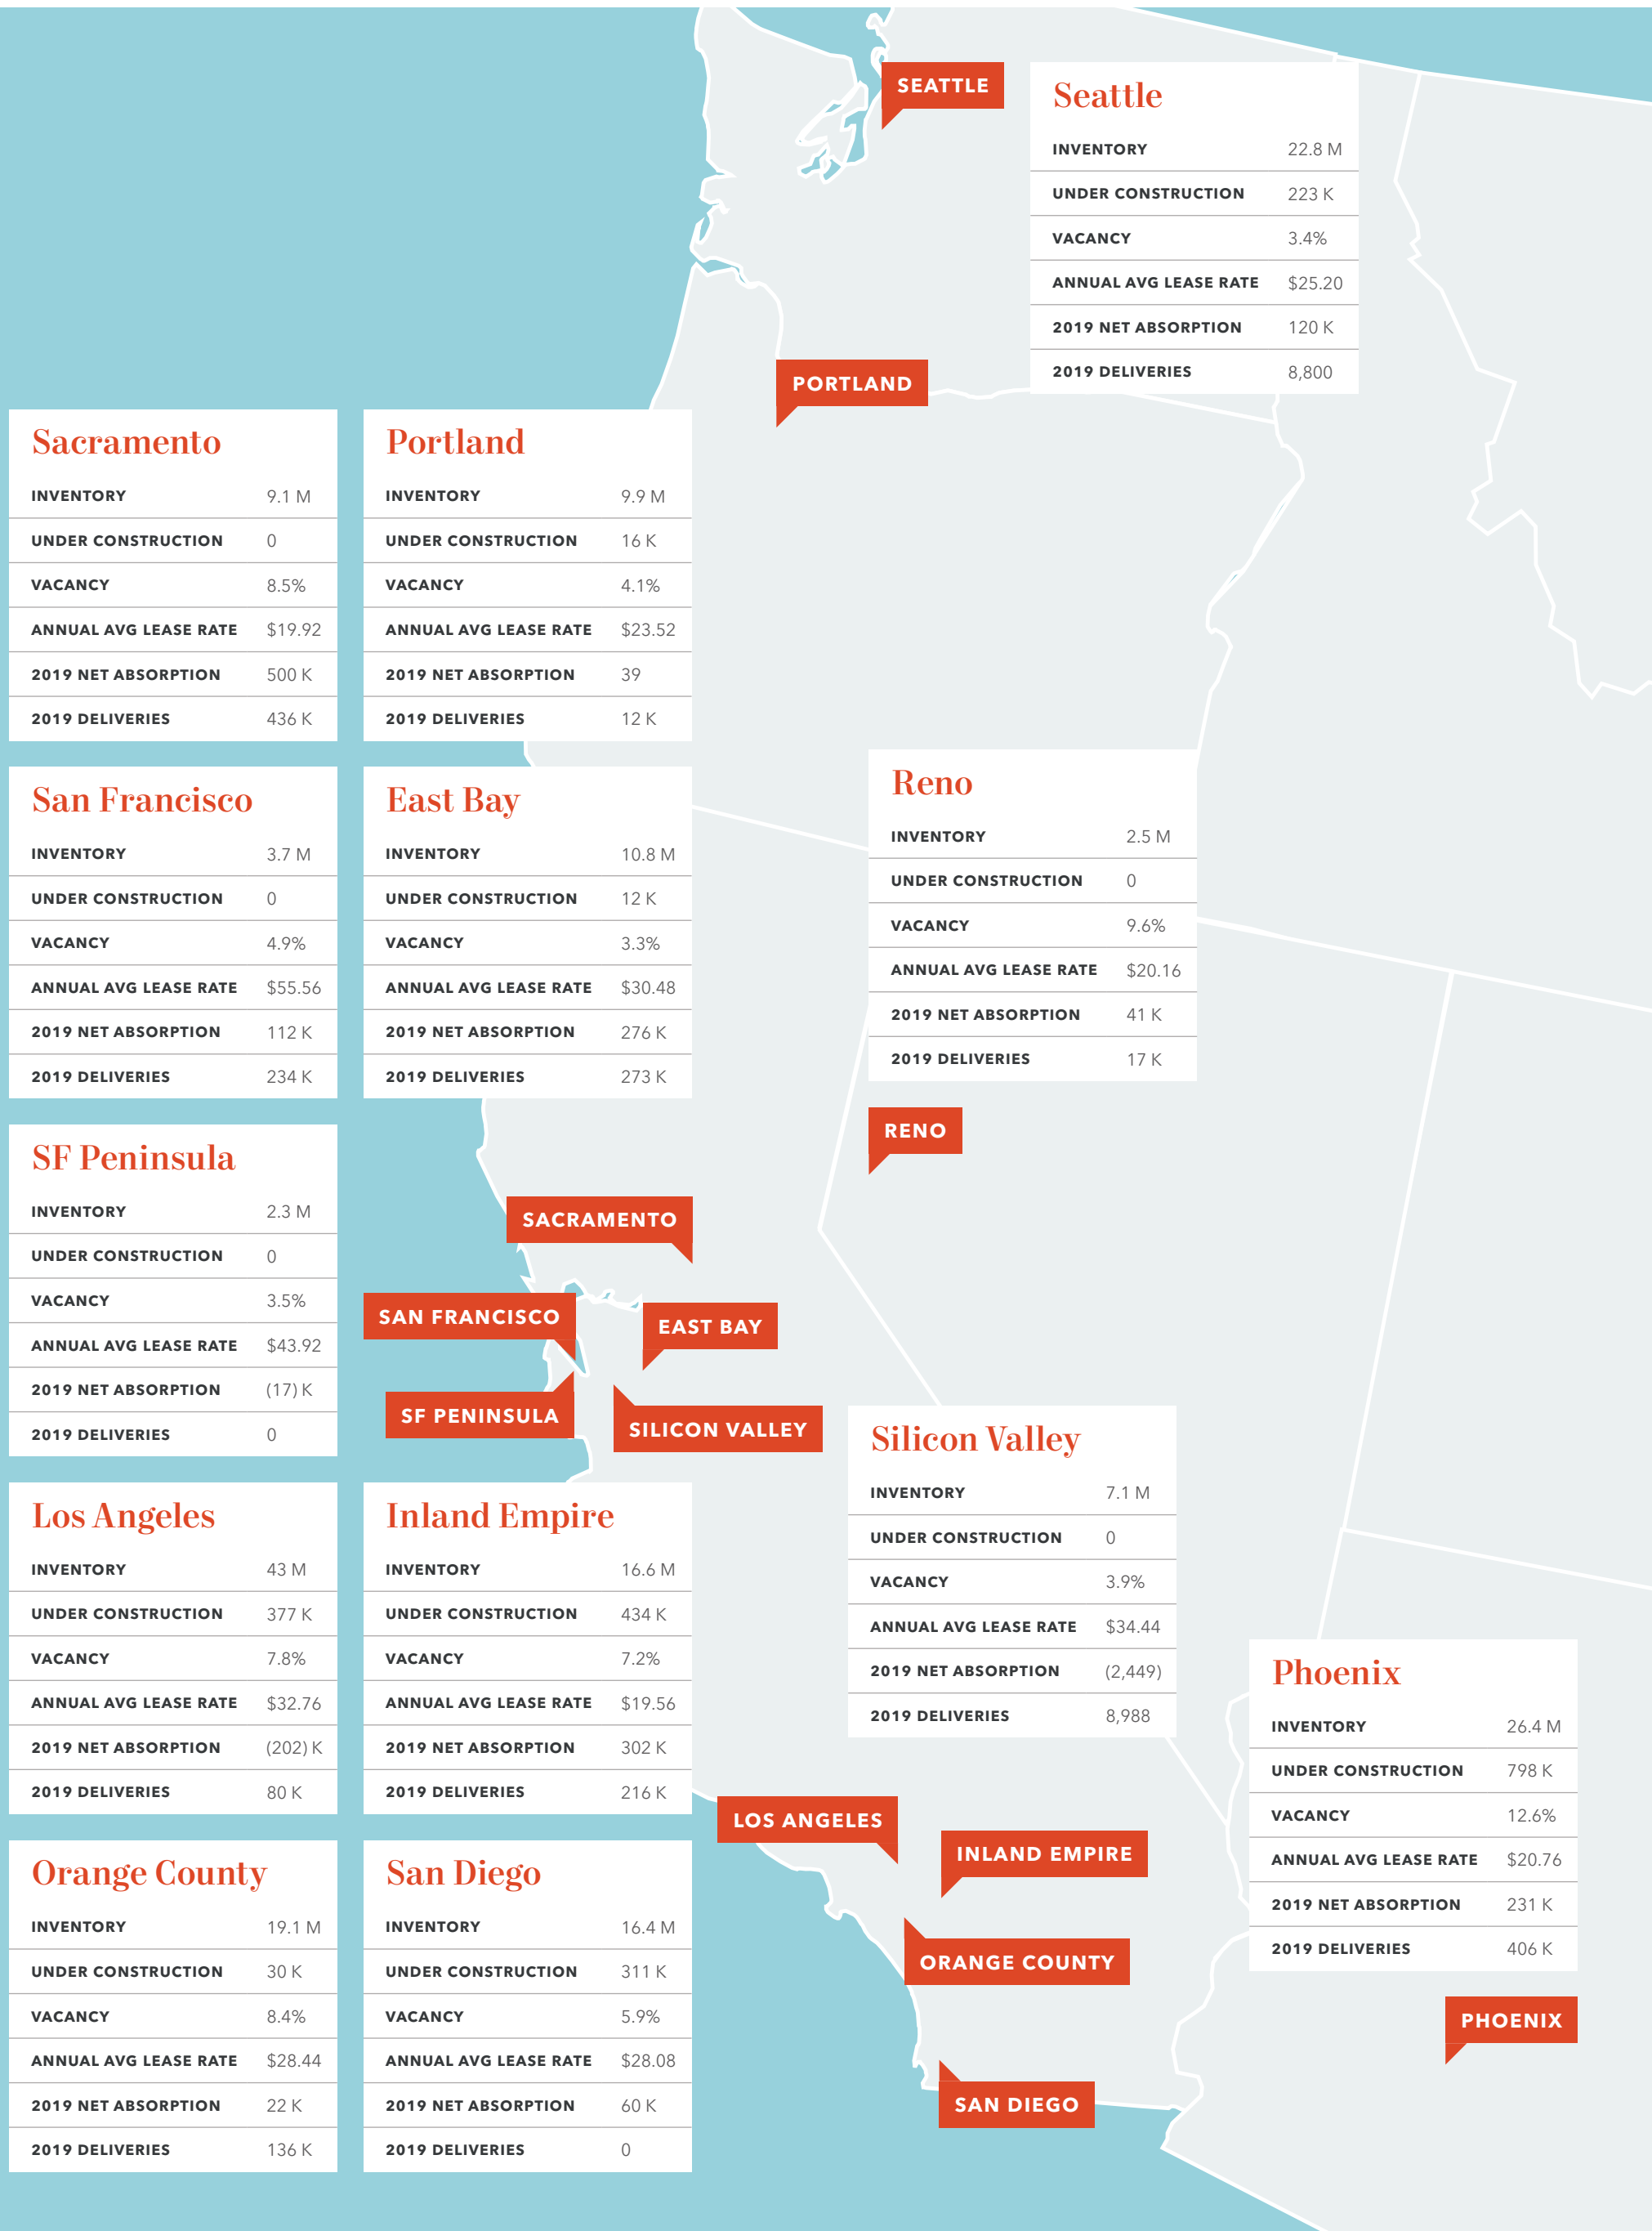 SEATTLE
Seattle
INVENTORY 22.8 M
UNDER CONSTRUCTION 223 K
VACANCY 3.4%
ANNUAL AVG LEASE RATE $25.20
2019 NET ABSORPTION 120 K
2019 DELIVERIES 8,800
PORTLAND
Sacramento
INVENTORY 9.1 M
UNDER CONSTRUCTION 0
VACANCY 8.5%
ANNUAL AVG LEASE RATE $19.92
2019 NET ABSORPTION 500 K
2019 DELIVERIES 436 K
Portland
INVENTORY 9.9 M
UNDER CONSTRUCTION 16 K
VACANCY 4.1%
ANNUAL AVG LEASE RATE $23.52
2019 NET ABSORPTION 39
2019 DELIVERIES 12 K
San Francisco
INVENTORY 3.7 M
UNDER CONSTRUCTION 0
VACANCY 4.9%
ANNUAL AVG LEASE RATE $55.56
2019 NET ABSORPTION 112 K
2019 DELIVERIES 234 K
East Bay
INVENTORY 10.8 M
UNDER CONSTRUCTION 12 K
VACANCY 3.3%
ANNUAL AVG LEASE RATE $30.48
2019 NET ABSORPTION 276 K
2019 DELIVERIES 273 K
Reno
INVENTORY 2.5 M
UNDER CONSTRUCTION 0
VACANCY 9.6%
ANNUAL AVG LEASE RATE $20.16
2019 NET ABSORPTION 41 K
2019 DELIVERIES 17 K
RENO
SF Peninsula
INVENTORY 2.3 M
UNDER CONSTRUCTION 0
VACANCY 3.5%
ANNUAL AVG LEASE RATE $43.92
2019 NET ABSORPTION (17) K
2019 DELIVERIES 0
SACRAMENTO
SAN FRANCISCO
EAST BAY
SF PENINSULA
SILICON VALLEY
Silicon Valley
INVENTORY 7.1 M
UNDER CONSTRUCTION 0
VACANCY 3.9%
ANNUAL AVG LEASE RATE $34.44
2019 NET ABSORPTION (2,449)
2019 DELIVERIES 8,988
Los Angeles
INVENTORY 43 M
UNDER CONSTRUCTION 377 K
VACANCY 7.8%
ANNUAL AVG LEASE RATE $32.76
2019 NET ABSORPTION (202) K
2019 DELIVERIES 80 K
Inland Empire
INVENTORY 16.6 M
UNDER CONSTRUCTION 434 K
VACANCY 7.2%
ANNUAL AVG LEASE RATE $19.56
2019 NET ABSORPTION 302 K
2019 DELIVERIES 216 K
Phoenix
INVENTORY 26.4 M
UNDER CONSTRUCTION 798 K
VACANCY 12.6%
ANNUAL AVG LEASE RATE $20.76
2019 NET ABSORPTION 231 K
2019 DELIVERIES 406 K
LOS ANGELES
INLAND EMPIRE
ORANGE COUNTY
PHOENIX
SAN DIEGO
Orange County
INVENTORY 19.1 M
UNDER CONSTRUCTION 30 K
VACANCY 8.4%
ANNUAL AVG LEASE RATE $28.44
2019 NET ABSORPTION 22 K
2019 DELIVERIES 136 K
San Diego
INVENTORY 16.4 M
UNDER CONSTRUCTION 311 K
VACANCY 5.9%
ANNUAL AVG LEASE RATE $28.08
2019 NET ABSORPTION 60 K
2019 DELIVERIES 0